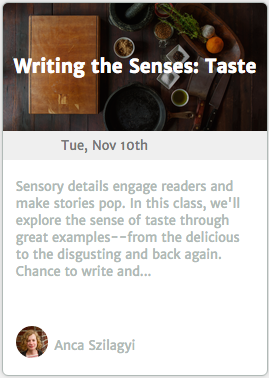 Writing the Senses: Taste
Tue, Nov 10th
Sensory details engage readers and
make stories pop. In this class, we'll
explore the sense of taste through
great examples--from the delicious
to the disgusting and back again.
Chance to write and...
Anca Szilagyi